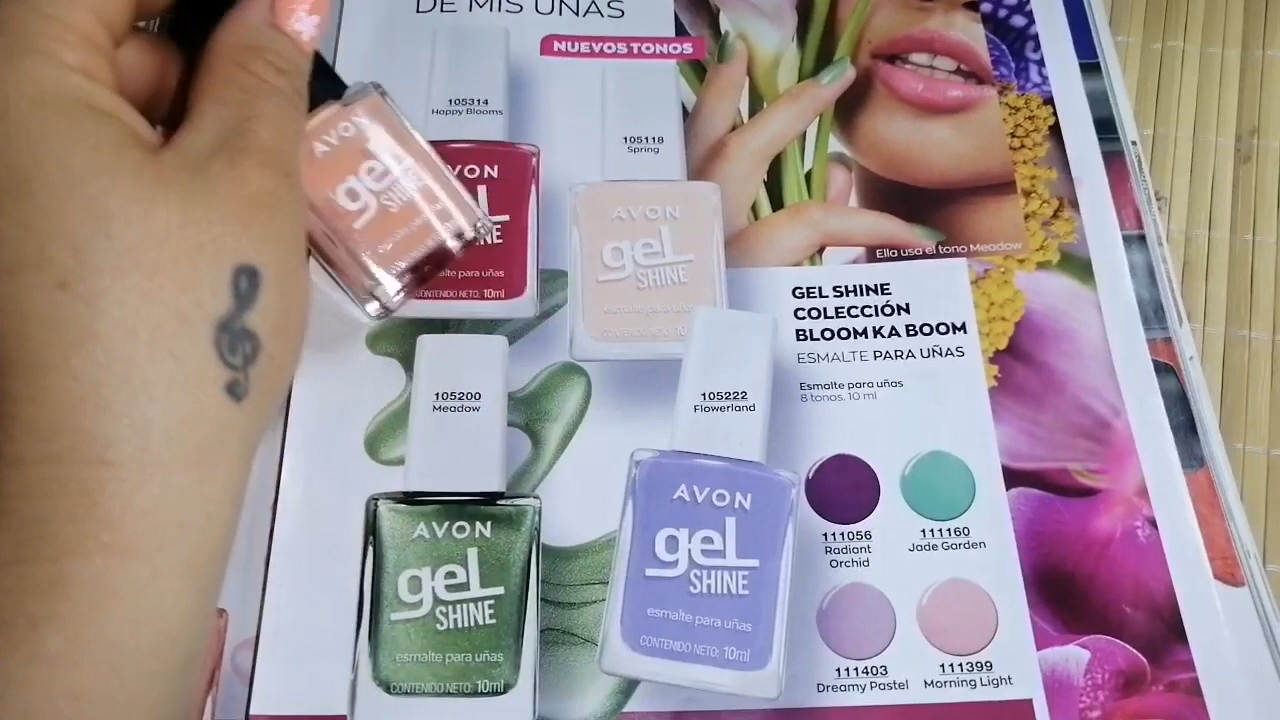 DE MIS UÑAS
NUEVOS TONOS
105314
Happy Blooms
105118
Spring
AVON
gel
SHINE
AVON
gel
SHINE
esmalte para uñas
CONTENIDO NETO: 10ml
AVON
gel
SHINE
esmalte para
CONTENIDO NETO: 10
Ella usa el tono Meadow
GEL SHINE
COLECCIÓN
BLOOM KA BOOM
ESMALTE PARA UÑAS
Esmalte para uñas
8 tonos. 10 ml
105200
Meadow
AVON
gel
SHINE
esmalte para uñas
CONTENIDO NETO: 10ml
105222
Flowerland
AVON
gel
SHINE
esmalte para uñas
CONTENIDO NETO: 10ml
111056
Radiant
Orchid
111160
Jade Garden
111403
Dreamy Pastel
111399
Morning Light